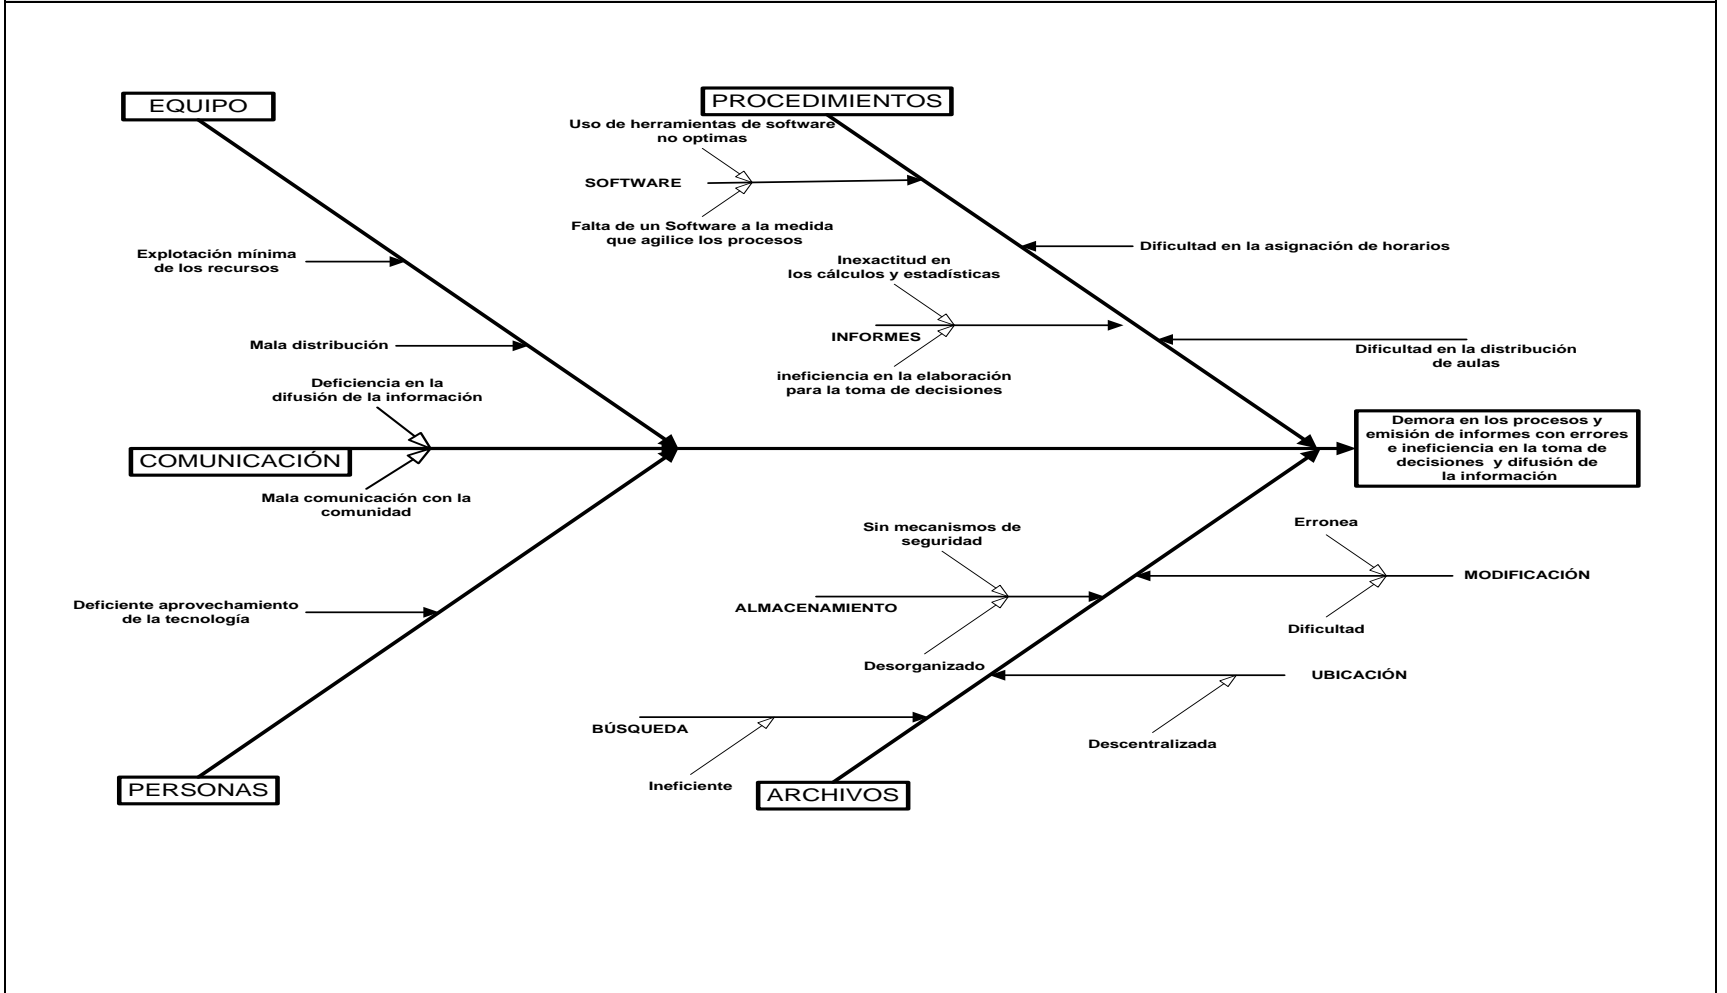 EQUIPO
PROCEDIMIENTOS
Uso de herramientas de software
no optimas
SOFTWARE
Falta de un Software a la medida
que agilice los procesos
Dificultad en la asignación de horarios
Explotación mínima
de los recursos
Inexactitud en
los cálculos y estadísticas
INFORMES
Mala distribución
Dificultad en la distribución
de aulas
ineficiencia en la elaboración
para la toma de decisiones
Deficiencia en la
difusión de la información
COMUNICACIÓN
Demora en los procesos y
emisión de informes con errores
e ineficiencia en la toma de
decisiones y difusión de
la información
Mala comunicación con la
comunidad
Sin mecanismos de
seguridad
Erronea
MODIFICACIÓN
Deficiente aprovechamiento
de la tecnología
ALMACENAMIENTO
Dificultad
Desorganizado
UBICACIÓN
BÚSQUEDA
Descentralizada
Ineficiente
PERSONAS
ARCHIVOS